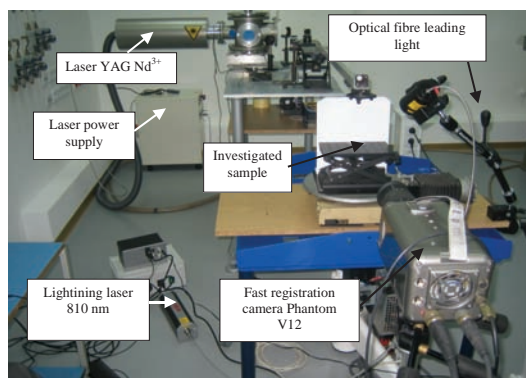 Optical fibre leading
light
Laser YAG Nd³⁺
Laser power
supply
Investigated
sample
Lightining laser
810 nm
Fast registration
camera Phantom
V12